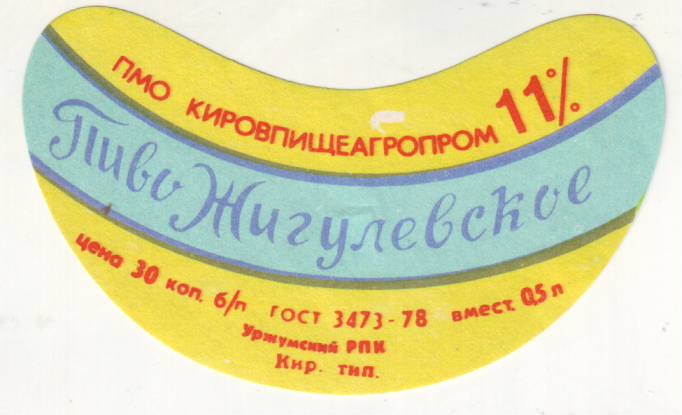 ПМО КИРОВПИЩЕАГРОПРОМ 11%
Пиво Жигулевское
цена 30 коп. б/п ГОСТ 3473-78 вмест. 0,5 л
Уржумский РПК
Кир. тип.